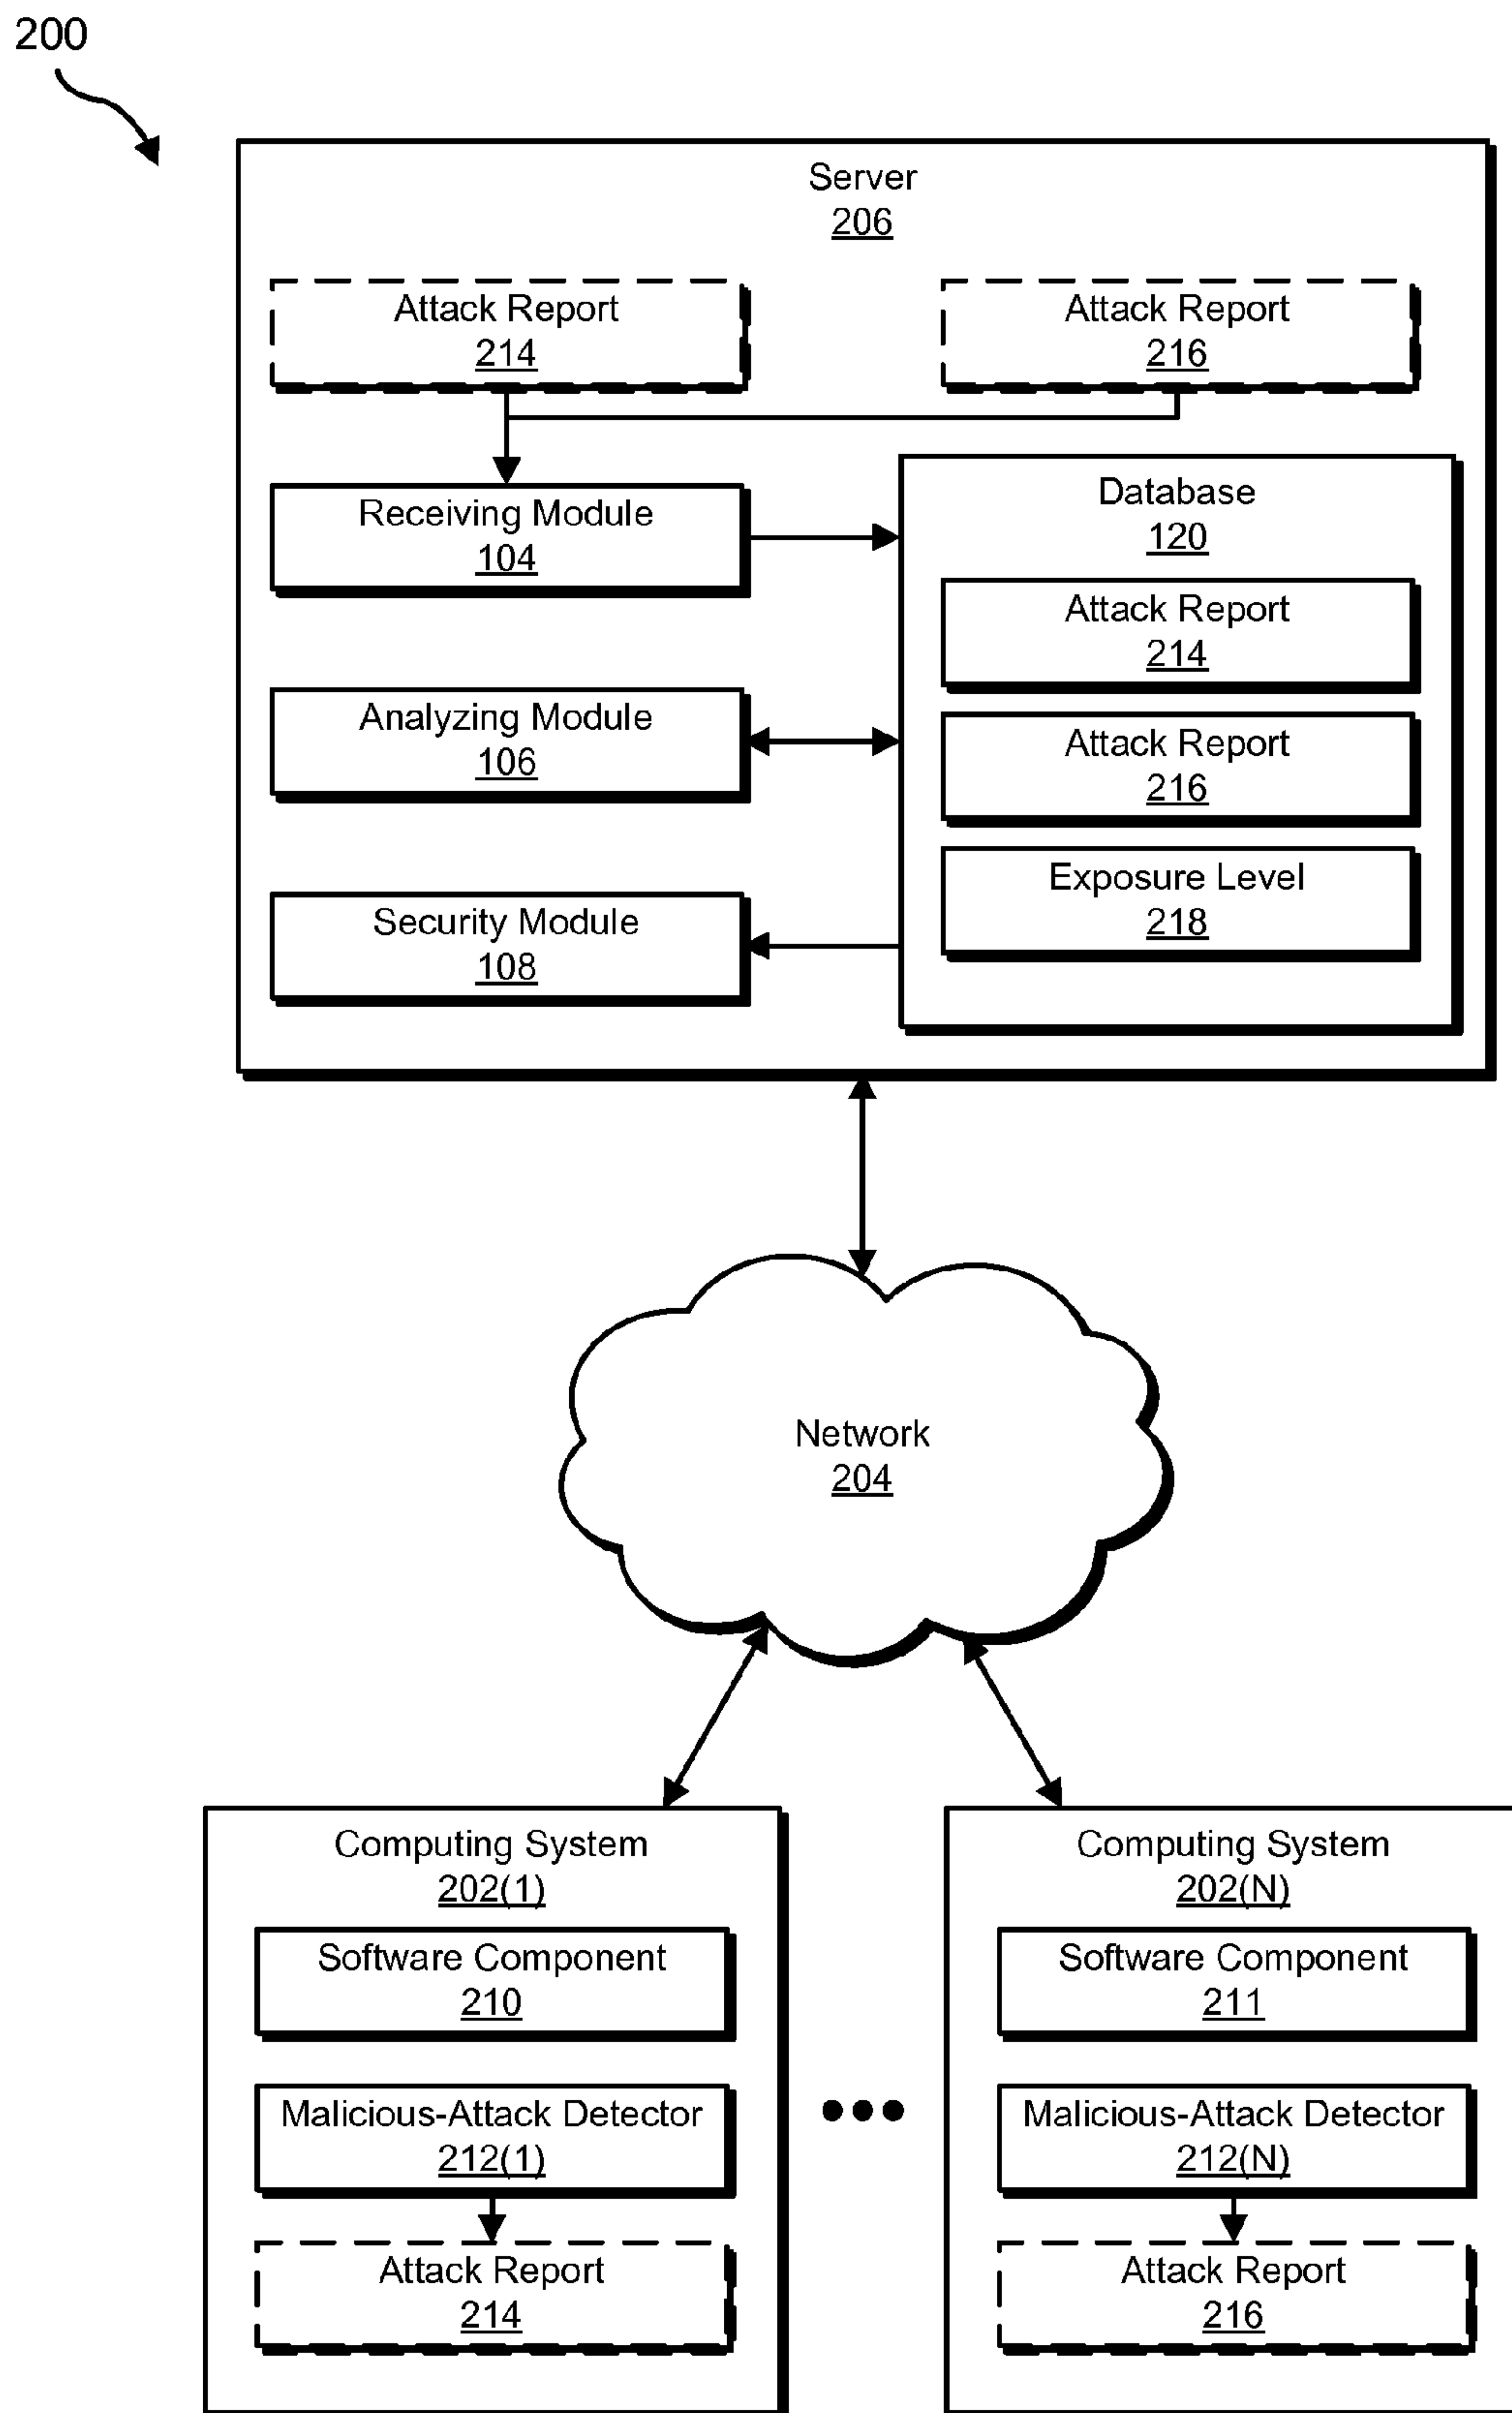 200
Server
206
Attack Report
214
Attack Report
216
Receiving Module
104
Database
120
Attack Report
214
Analyzing Module
106
Attack Report
216
Exposure Level
218
Security Module
108
Network
204
Computing System
202(1)
Software Component
210
Malicious-Attack Detector
212(1)
Attack Report
214
Computing System
202(N)
Software Component
211
Malicious-Attack Detector
212(N)
Attack Report
216